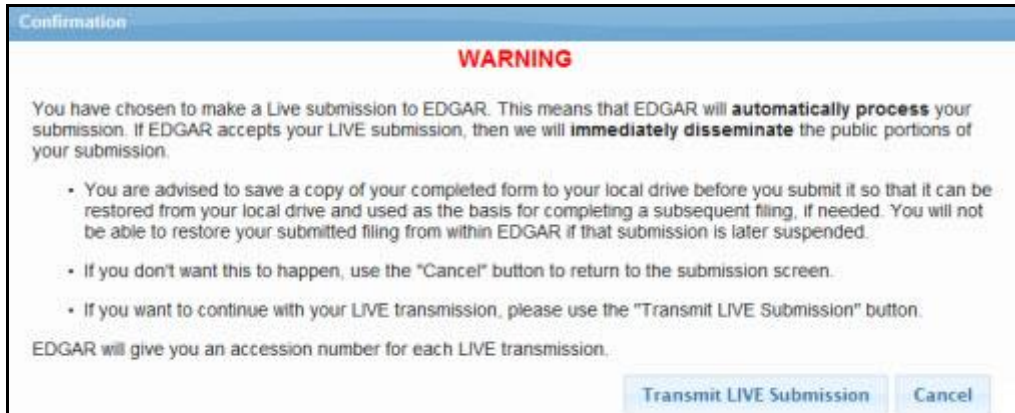 Confirmation
WARNING
You have chosen to make a Live submission to EDGAR. This means that EDGAR will automatically process your
submission. If EDGAR accepts your LIVE submission, then we will immediately disseminate the public portions of
your submission.
• You are advised to save a copy of your completed form to your local drive before you submit it so that it can be
restored from your local drive and used as the basis for completing a subsequent filing, if needed. You will not
be able to restore your submitted filing from within EDGAR if that submission is later suspended.
• If you don't want this to happen, use the "Cancel" button to return to the submission screen.
• If you want to continue with your LIVE transmission, please use the "Transmit LIVE Submission" button.
EDGAR will give you an accession number for each LIVE transmission.
Transmit LIVE Submission Cancel